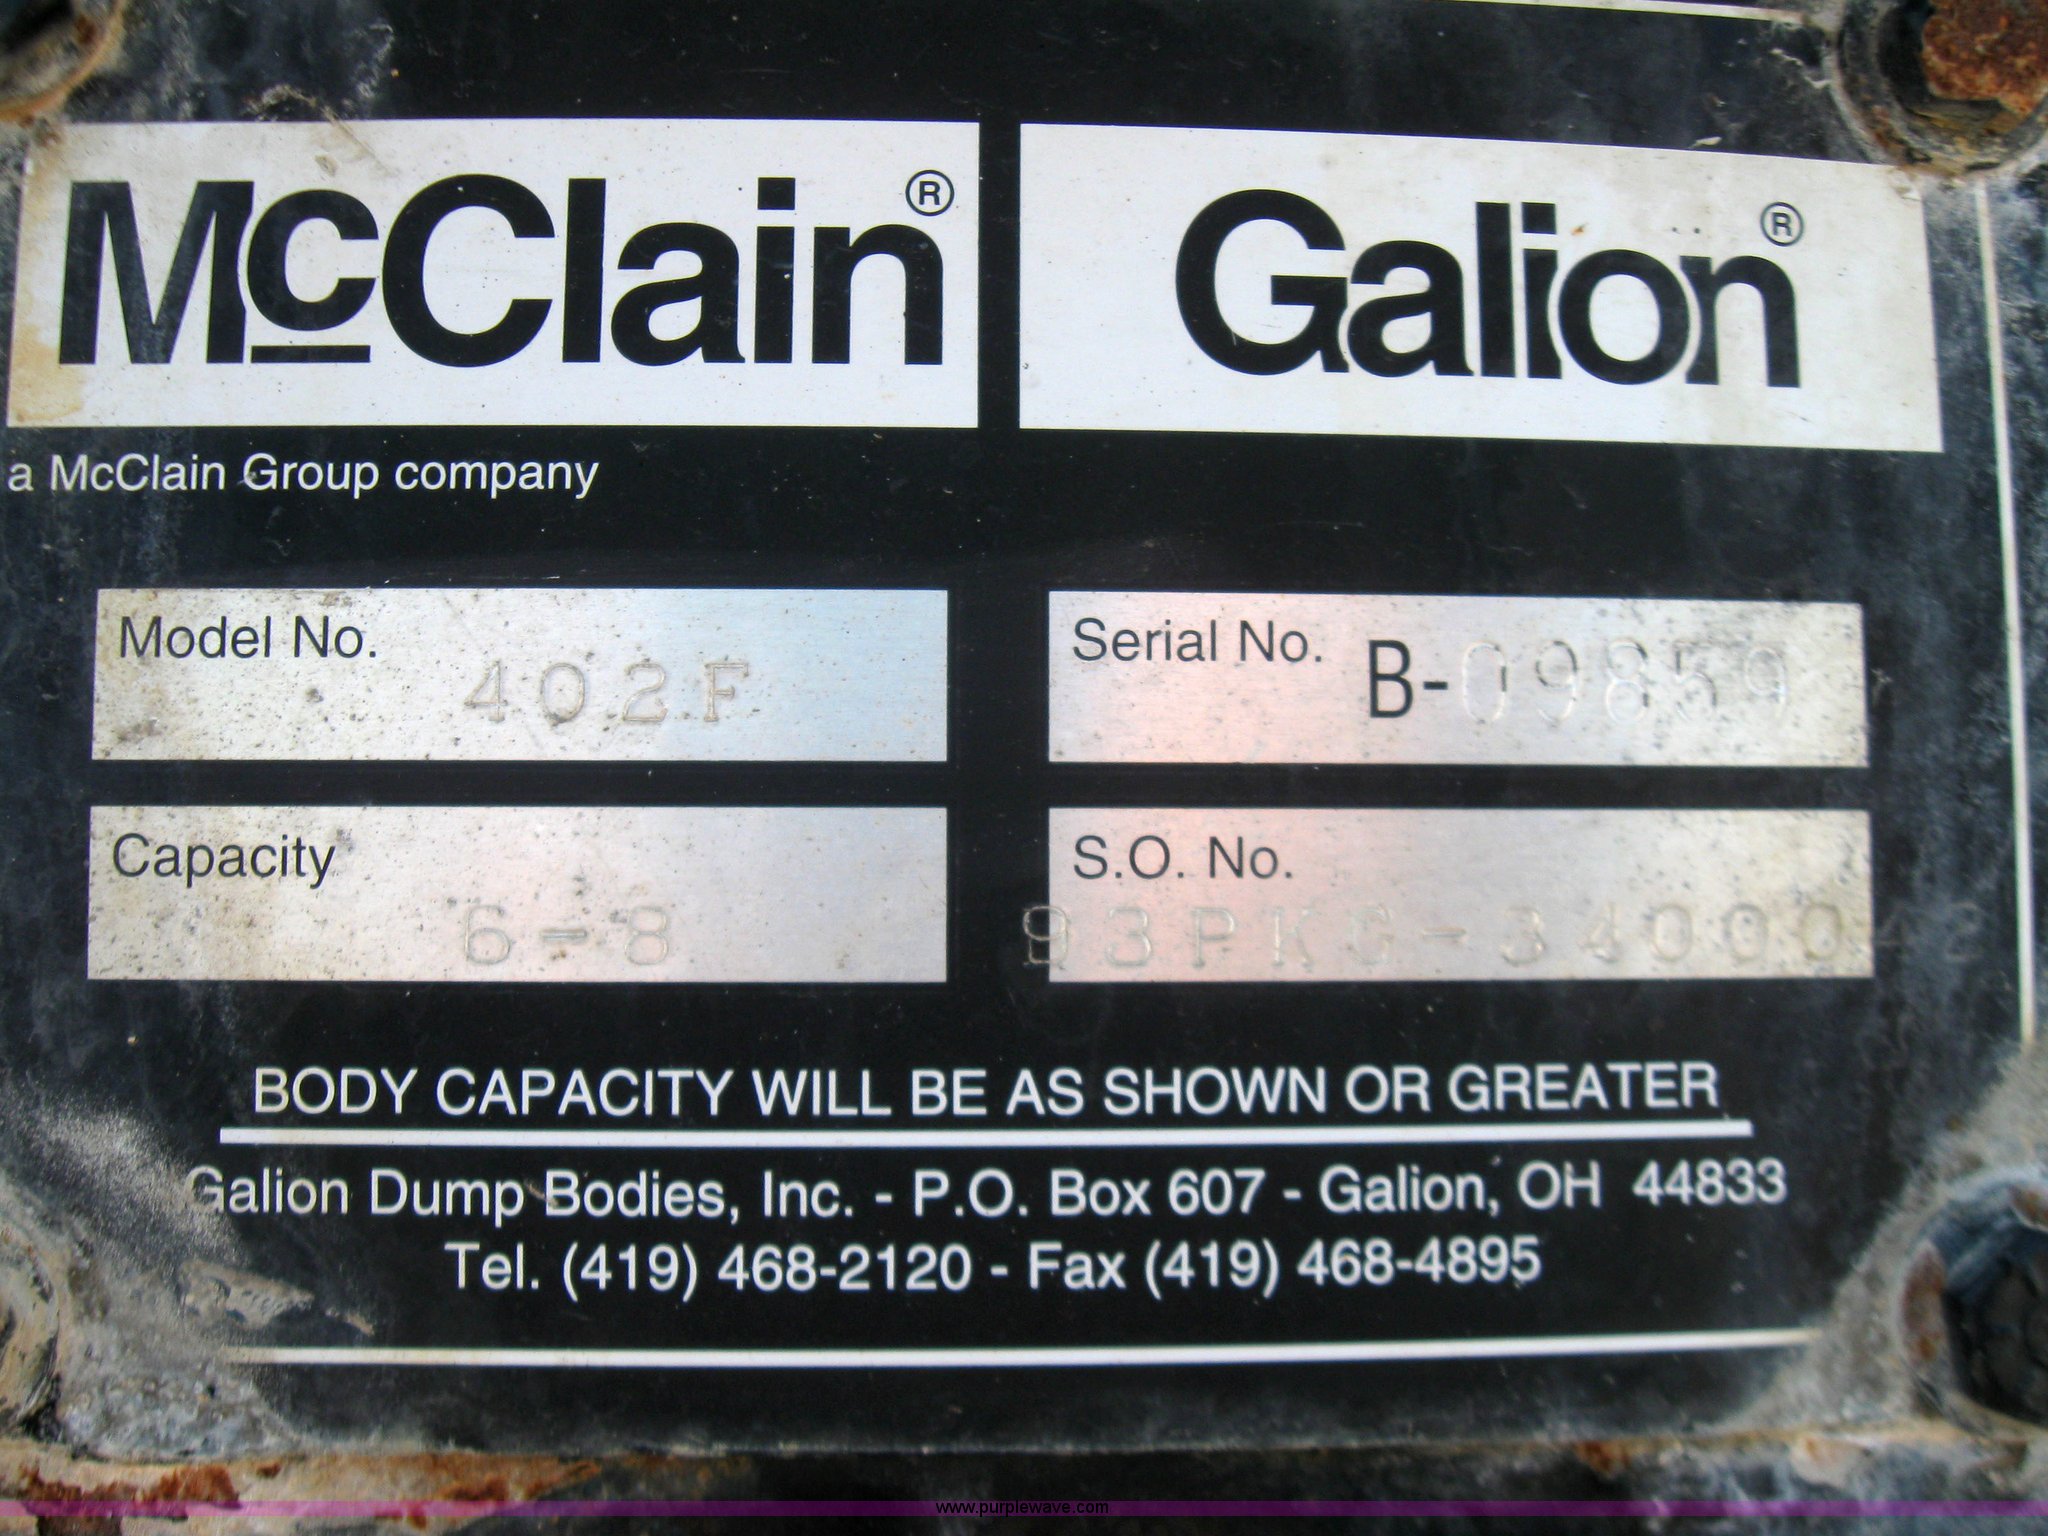 McClain® Galion®
a McClain Group company
Model No. 402F
Serial No. B-09859
Capacity 6-8
S.O. No. 93PKG-3400042
BODY CAPACITY WILL BE AS SHOWN OR GREATER
Galion Dump Bodies, Inc. - P.O. Box 607 - Galion, OH 44833
Tel. (419) 468-2120 - Fax (419) 468-4895
www.purplewave.com